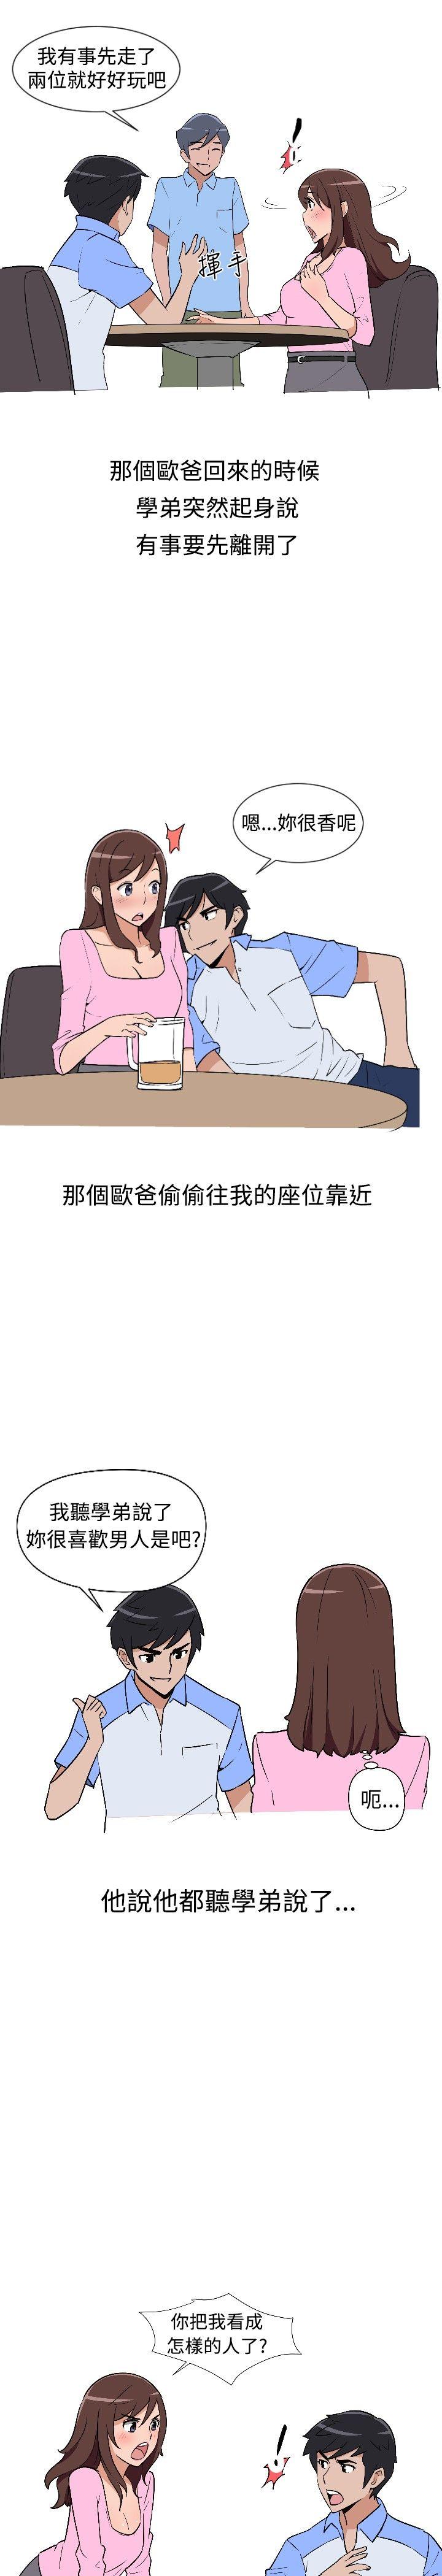 我有事先走了
兩位就好好玩吧
揮手
那個歐爸回來的時候
學弟突然起身說
有事要先離開了
嗯...妳很香呢
那個歐爸偷偷往我的座位靠近
我聽學弟說了
妳很喜歡男人是吧?
呃...
他說他都聽學弟說了...
你把我看成
怎樣的人了?